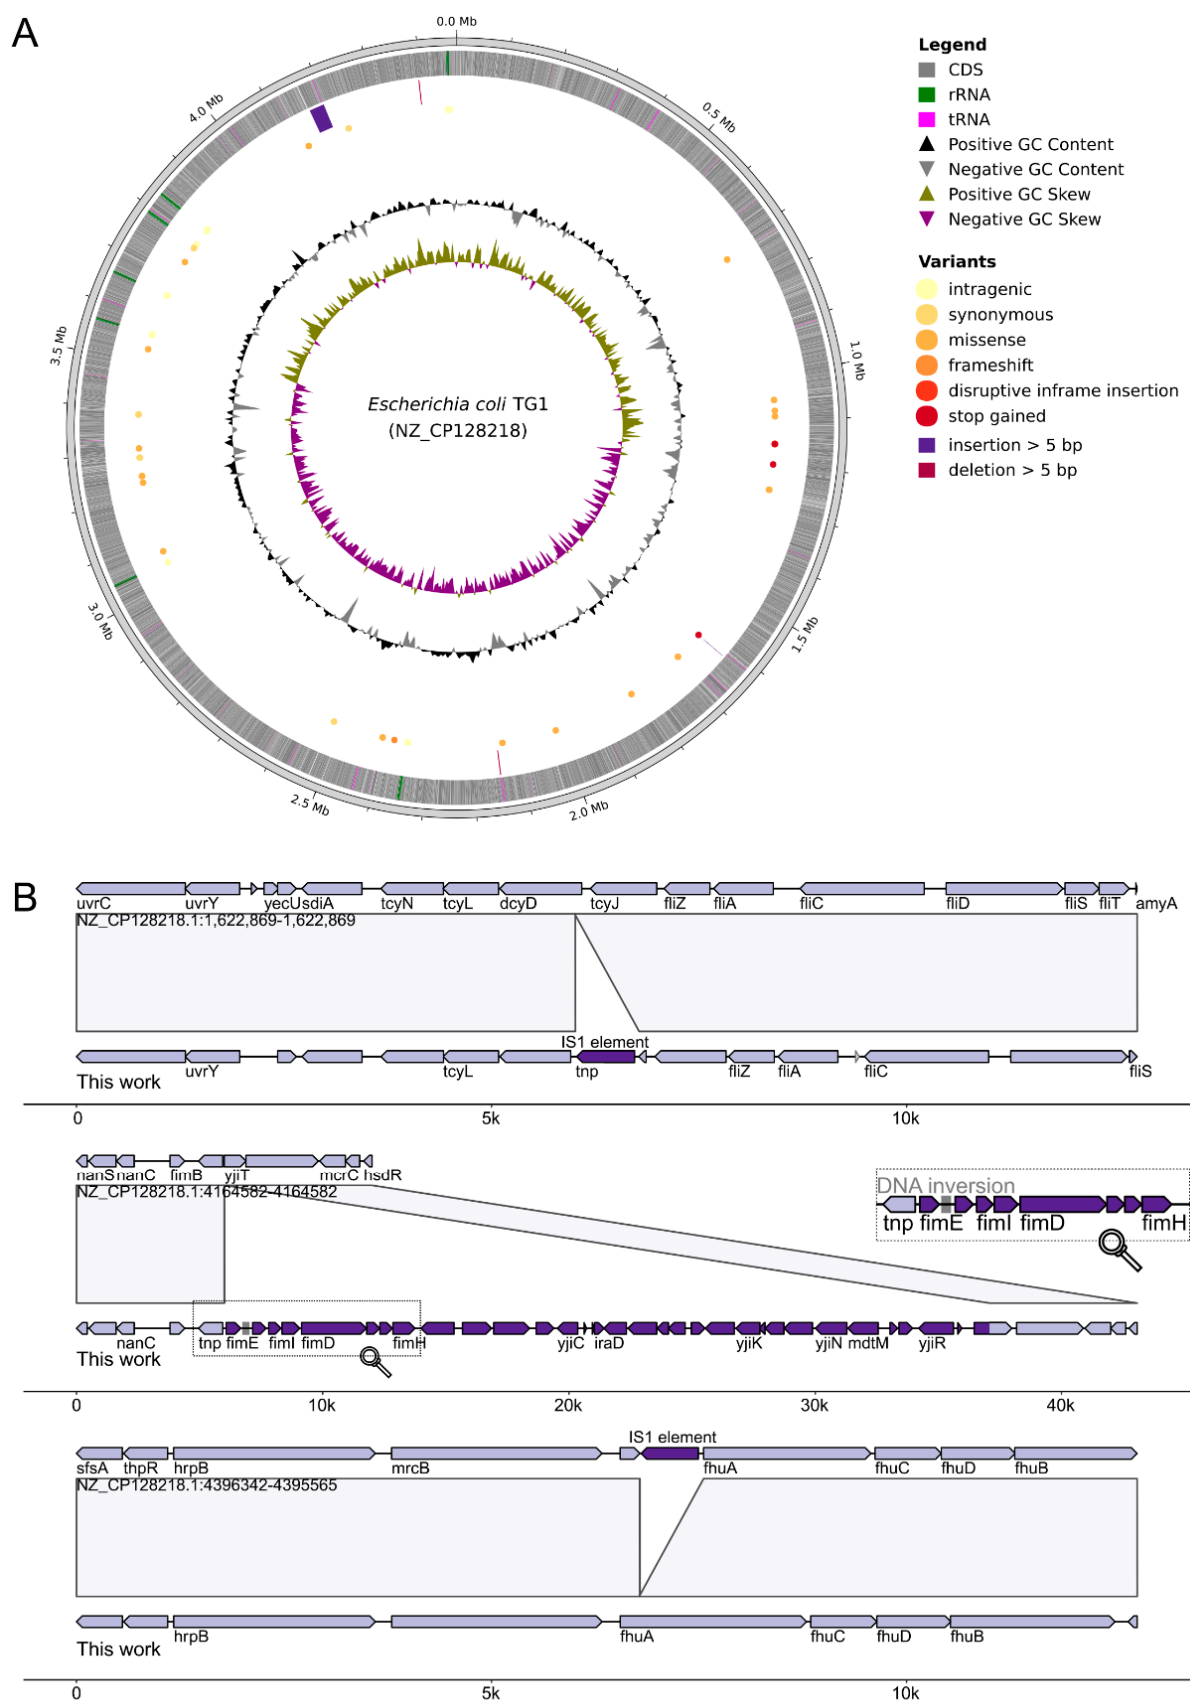 A
0.0 Mb
0.5 Mb
1.0 Mb
1.5 Mb
2.0 Mb
2.5 Mb
3.0 Mb
3.5 Mb
4.0 Mb
Escherichia coli TG1
(NZ_CP128218)
Legend
CDS
rRNA
tRNA
Positive GC Content
Negative GC Content
Positive GC Skew
Negative GC Skew
Variants
intragenic
synonymous
missense
frameshift
disruptive inframe insertion
stop gained
insertion > 5 bp
deletion > 5 bp
B
uvrC uvrY yecU sdiA tcyN tcyL dcyD tcyJ fliZ fliA fliC fliD fliS fliT amyA
NZ_CP128218.1:1,622,869-1,622,869
IS1 element
uvrY tcyL tnp fliZ fliA fliC fliS
This work
0 5k 10k
nanS nanC fimB yjiT mcrC hsdR
NZ_CP128218.1:4164582-4164582
DNA inversion
tnp fimE fimI fimD fimH
nanC tnp fimE fimI fimD fimH yjiC iraD yjiK yjiN mdtM yjiR
This work
0 10k 20k 30k 40k
IS1 element
sfsA thpR hrpB mrcB fhuA fhuC fhuD fhuB
NZ_CP128218.1:4396342-4395565
hrpB fhuA fhuC fhuD fhuB
This work
0 5k 10k